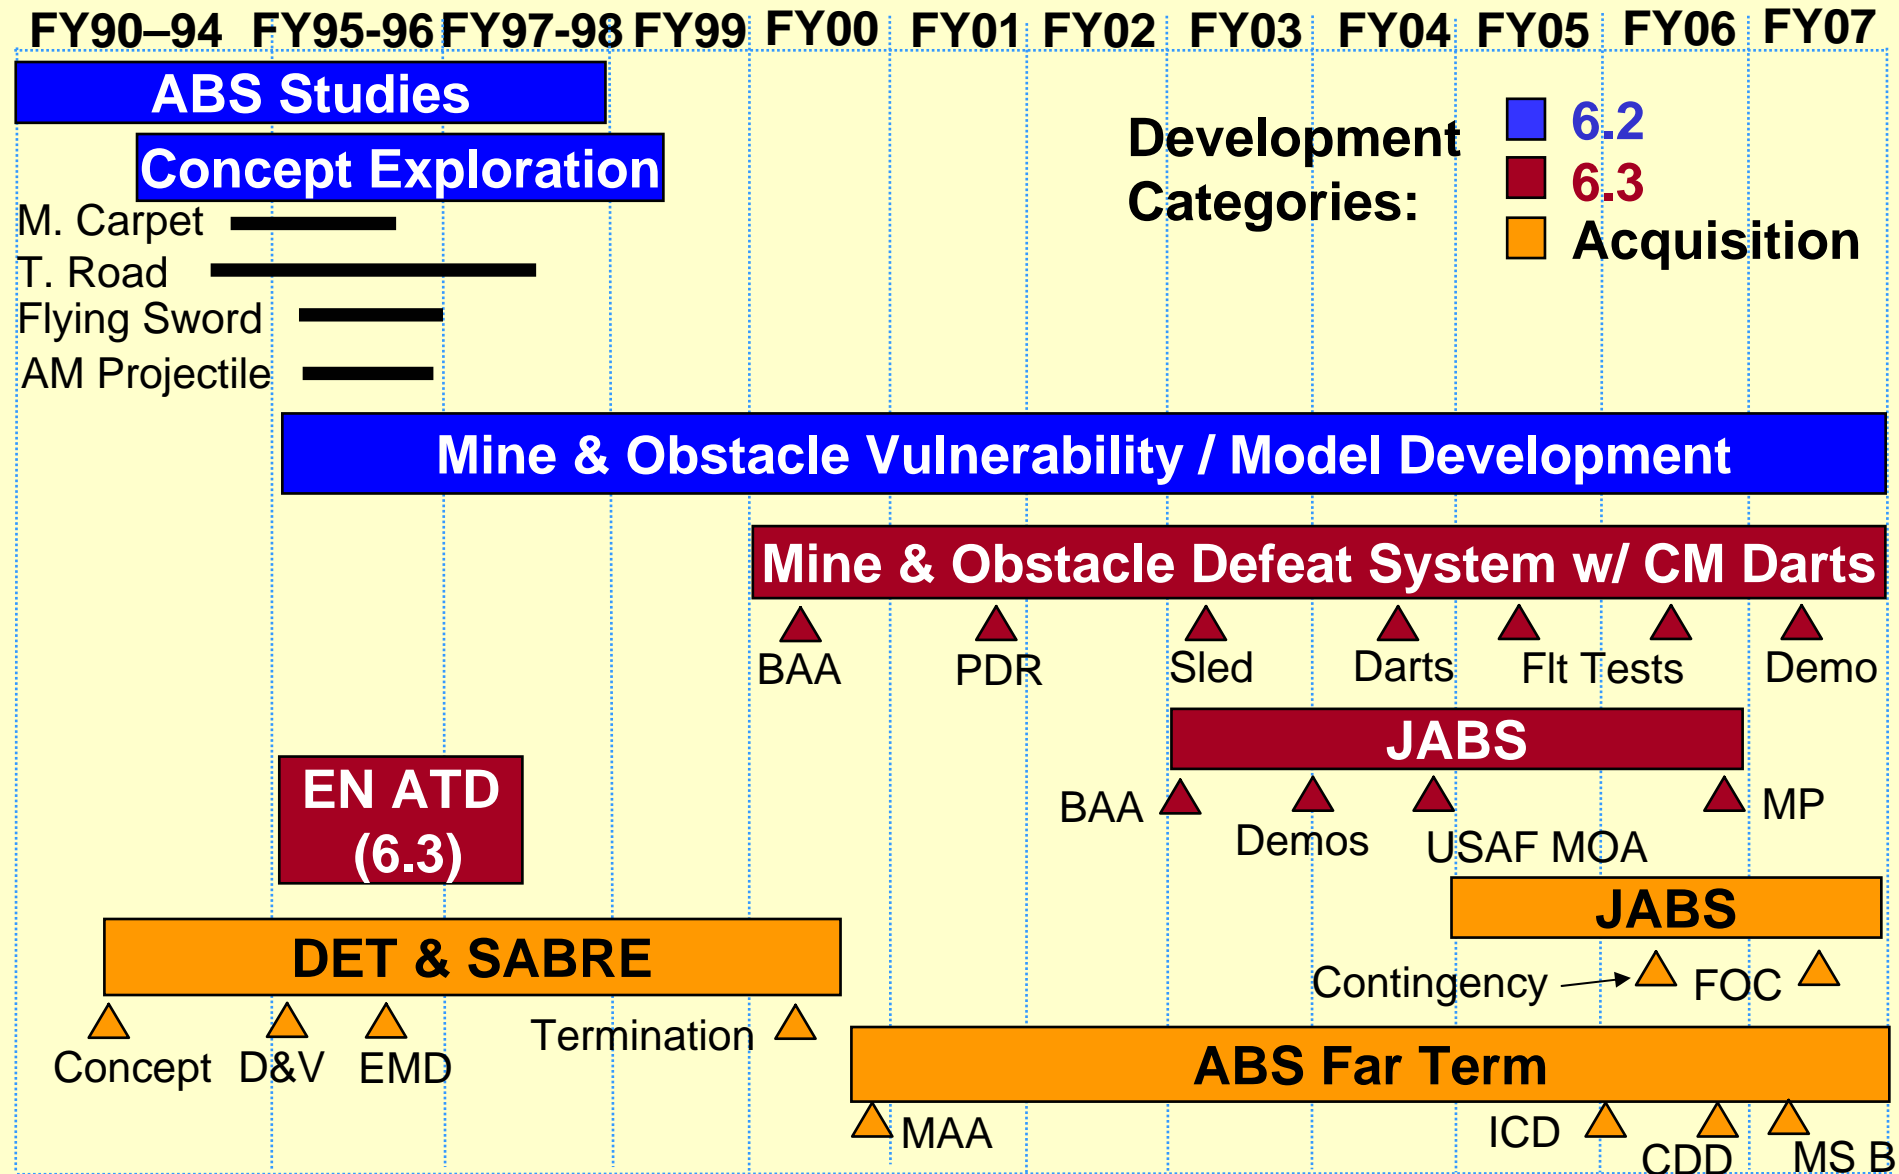 FY90–94 FY95-96 FY97-98 FY99 FY00 FY01 FY02 FY03 FY04 FY05 FY06 FY07
ABS Studies
Development
Categories:
6.2
6.3
Acquisition
Concept Exploration
M. Carpet
T. Road
Flying Sword
AM Projectile
Mine & Obstacle Vulnerability / Model Development
Mine & Obstacle Defeat System w/ CM Darts
BAA PDR Sled Darts Flt Tests Demo
JABS
BAA Demos USAF MOA MP
EN ATD
(6.3)
JABS
Contingency FOC
DET & SABRE
Concept D&V EMD Termination
ABS Far Term
MAA ICD CDD MS B